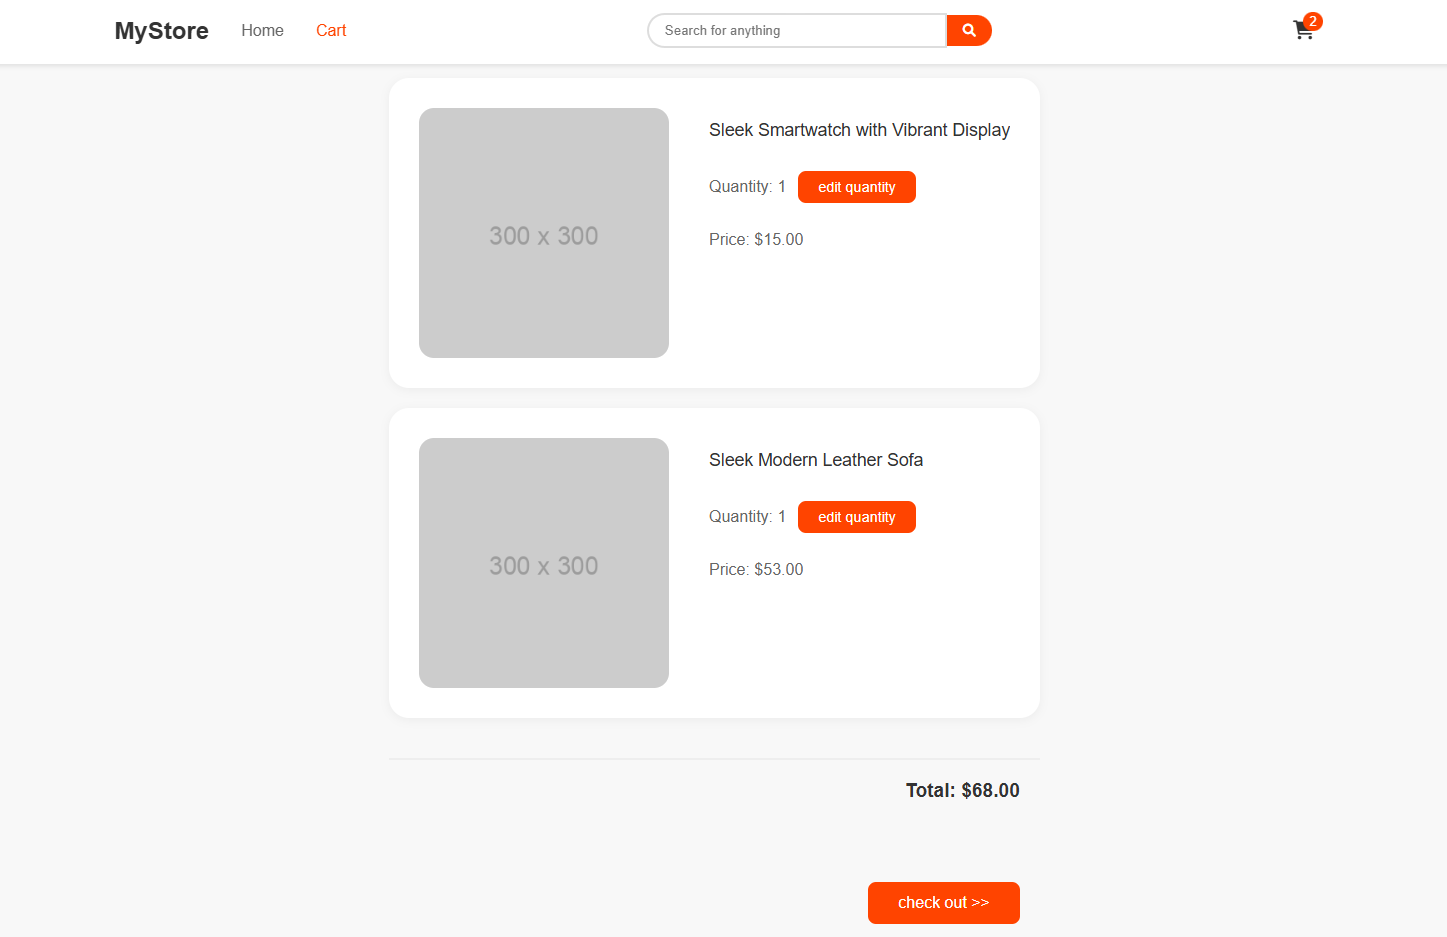 MyStore Home Cart Search for anything 2
300 x 300
Sleek Smartwatch with Vibrant Display
Quantity: 1 edit quantity
Price: $15.00
300 x 300
Sleek Modern Leather Sofa
Quantity: 1 edit quantity
Price: $53.00
Total: $68.00
check out >>